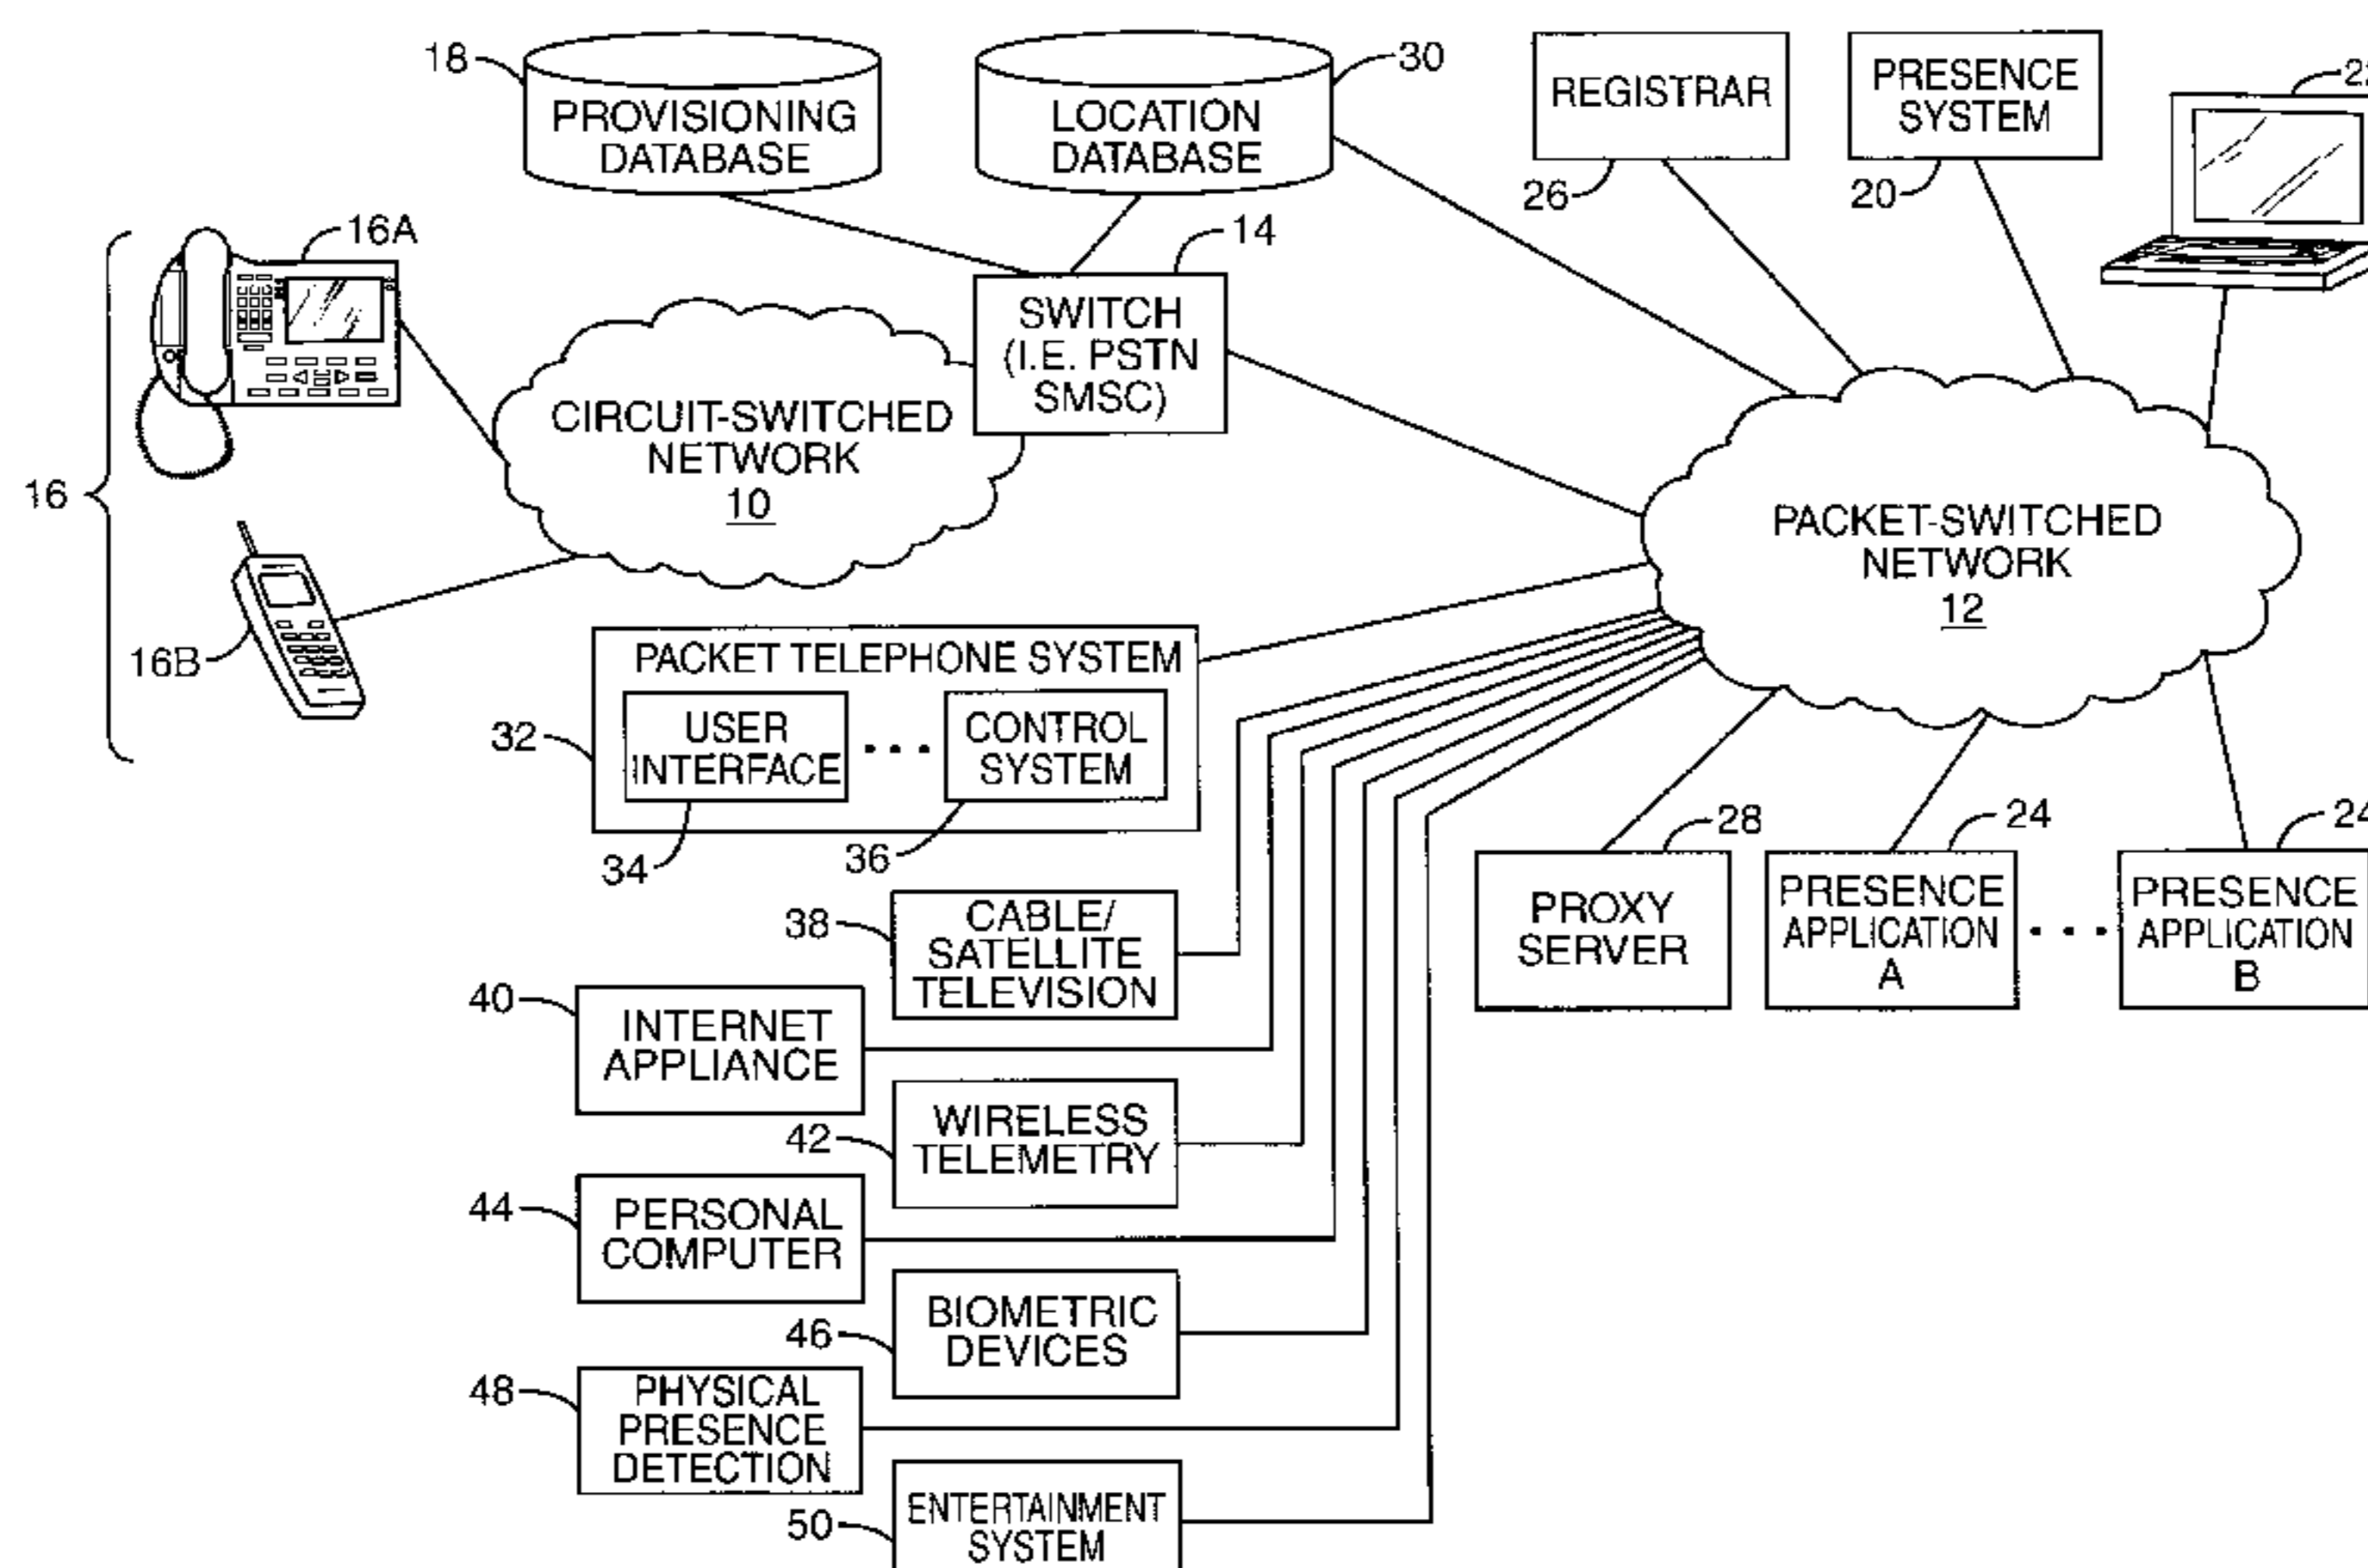 18
PROVISIONING
DATABASE
30
LOCATION
DATABASE
REGISTRAR
26
PRESENCE
SYSTEM
20
16A
14
SWITCH
(I.E. PSTN
SMSC)
CIRCUIT-SWITCHED
NETWORK
10
16
16B
PACKET-SWITCHED
NETWORK
12
PACKET TELEPHONE SYSTEM
32
USER
INTERFACE
...
CONTROL
SYSTEM
34
36
28
PROXY
SERVER
24
PRESENCE
APPLICATION
A
...
24
PRESENCE
APPLICATION
B
38
CABLE/
SATELLITE
TELEVISION
40
INTERNET
APPLIANCE
42
WIRELESS
TELEMETRY
44
PERSONAL
COMPUTER
46
BIOMETRIC
DEVICES
48
PHYSICAL
PRESENCE
DETECTION
50
ENTERTAINMENT
SYSTEM